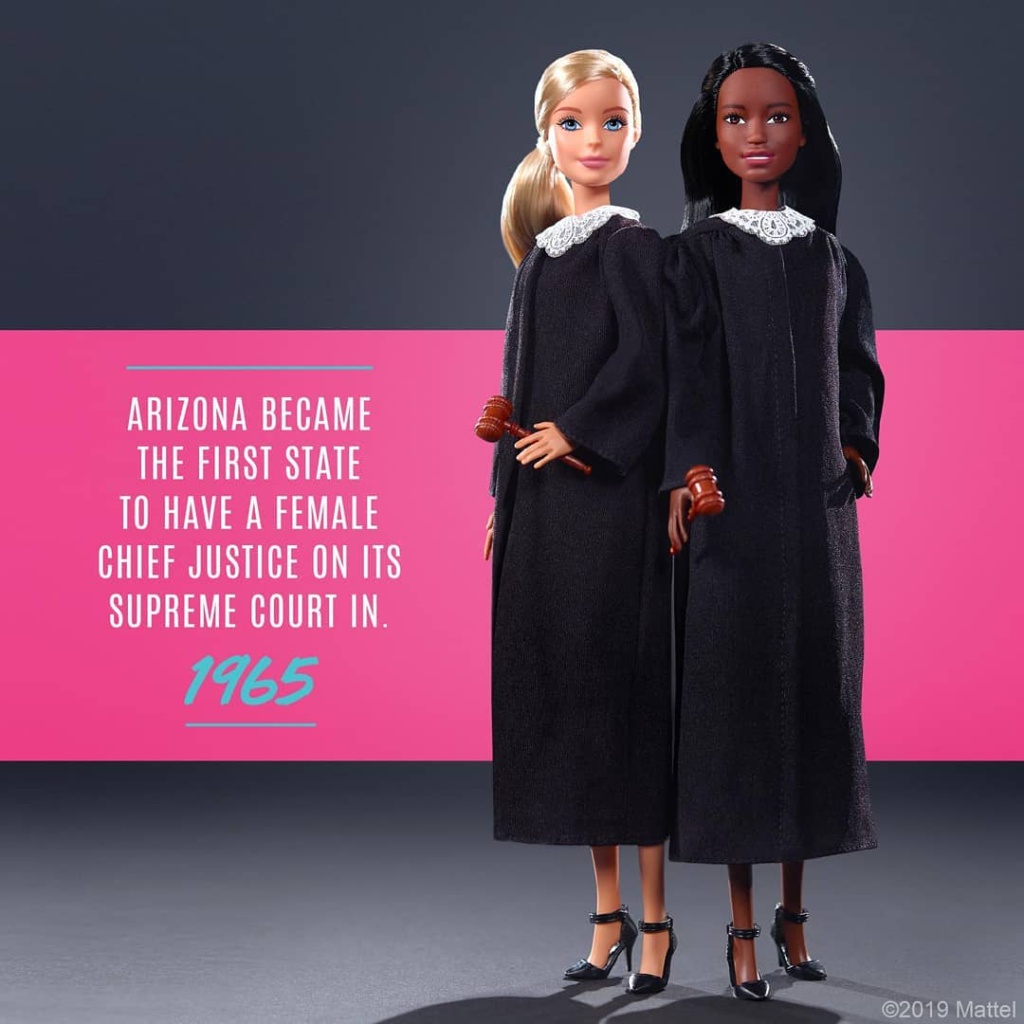 ARIZONA BECAME
THE FIRST STATE
TO HAVE A FEMALE
CHIEF JUSTICE ON ITS
SUPREME COURT IN.
1965
©2019 Mattel